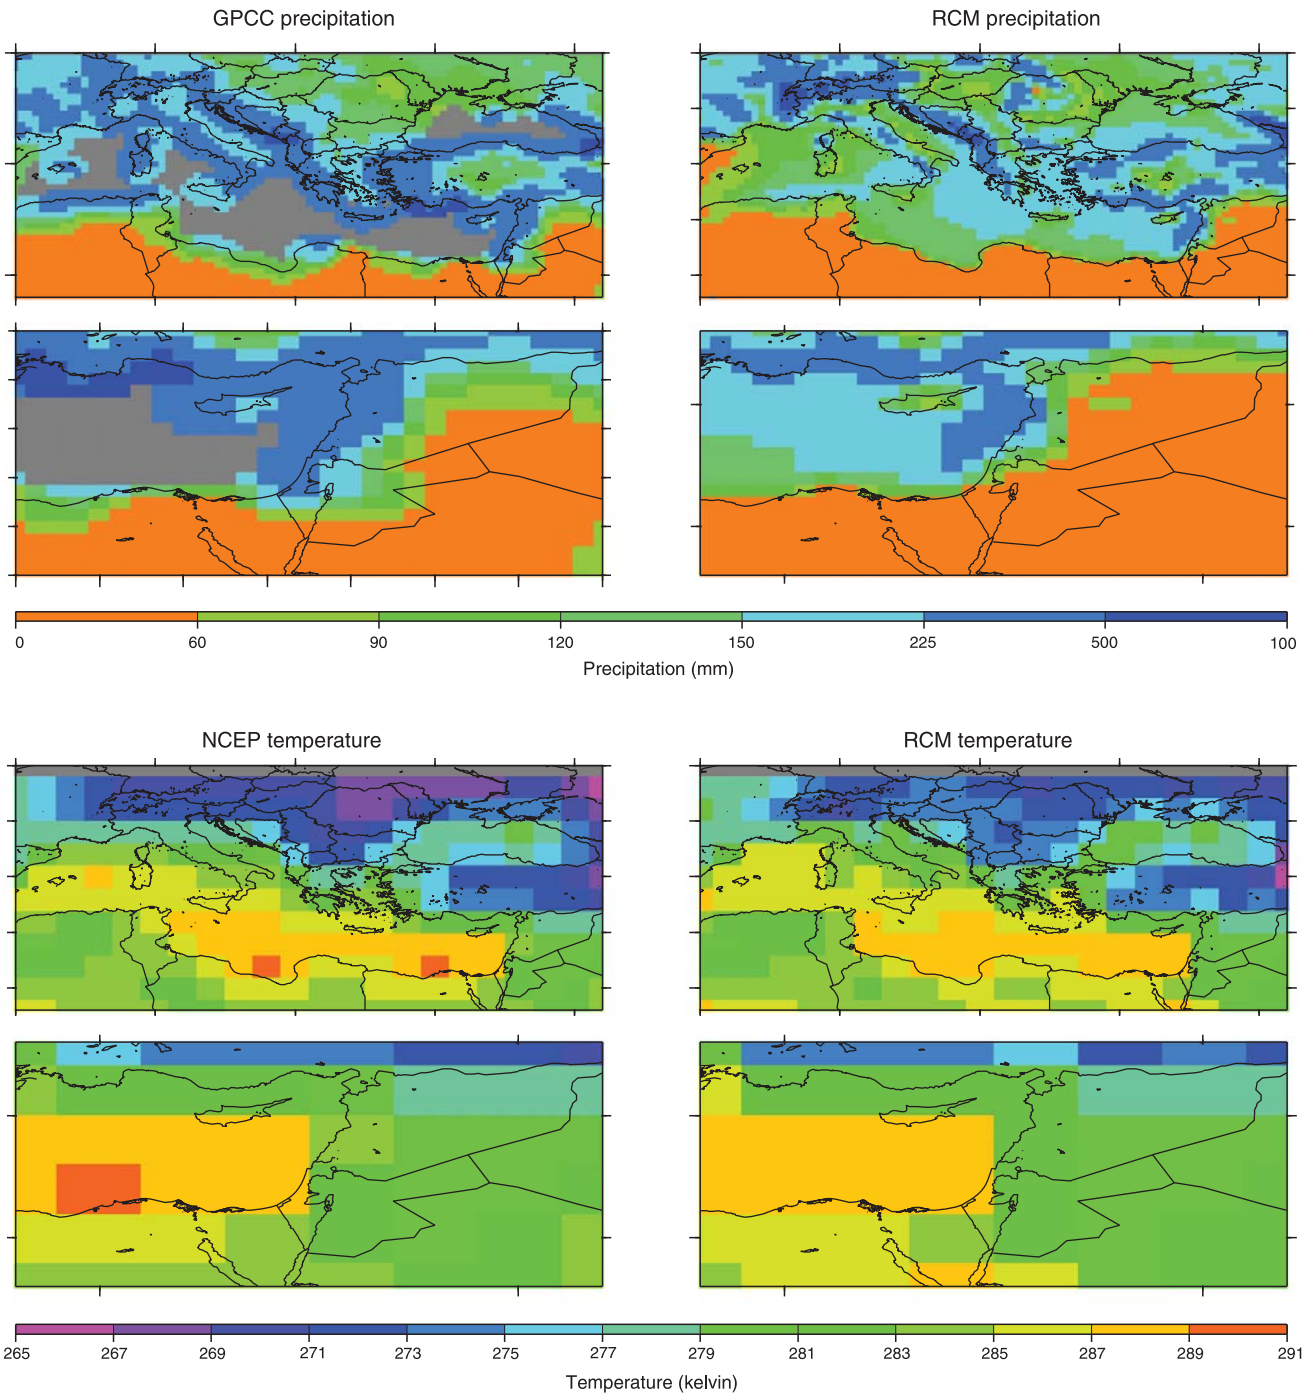 GPCC precipitation
RCM precipitation
0 60 90 120 150 225 500 100
Precipitation (mm)
NCEP temperature
RCM temperature
265 267 269 271 273 275 277 279 281 283 285 287 289 291
Temperature (kelvin)